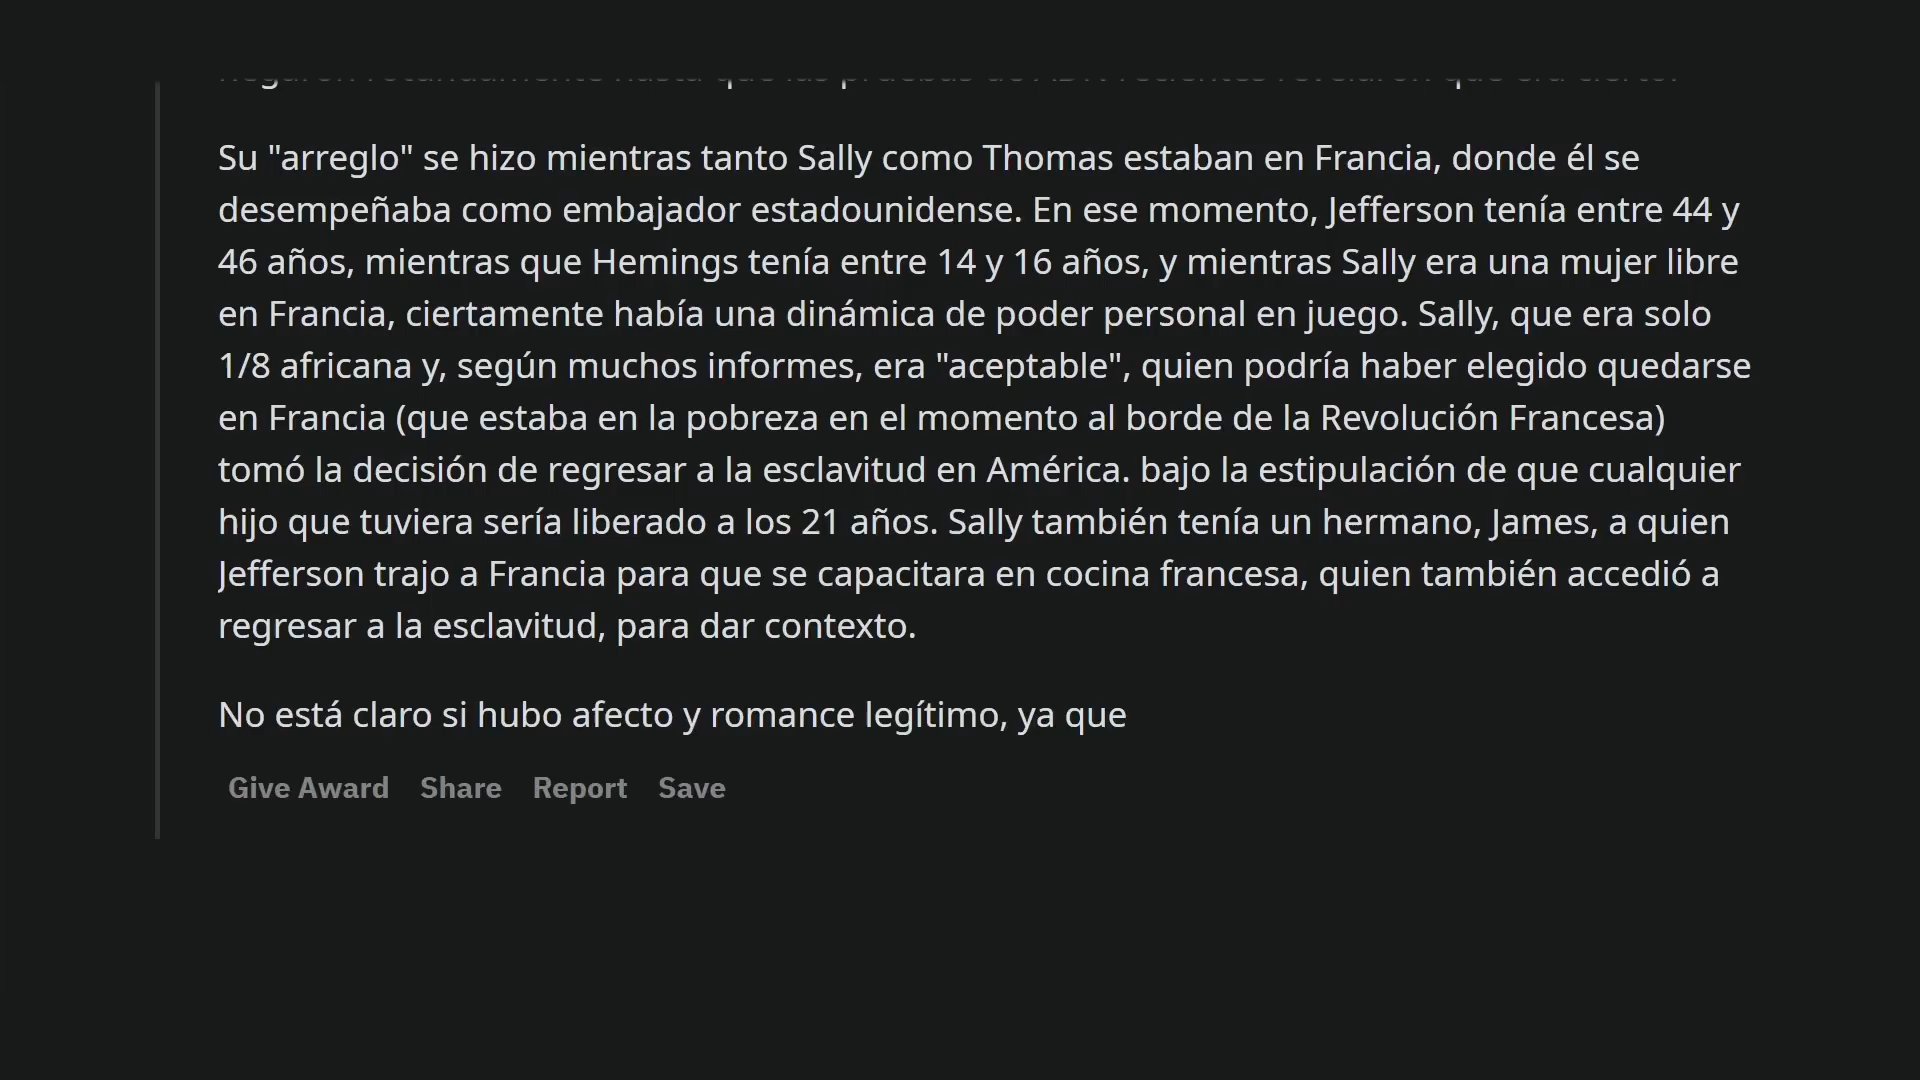 Su "arreglo" se hizo mientras tanto Sally como Thomas estaban en Francia, donde él se
desempeñaba como embajador estadounidense. En ese momento, Jefferson tenía entre 44 y
46 años, mientras que Hemings tenía entre 14 y 16 años, y mientras Sally era una mujer libre
en Francia, ciertamente había una dinámica de poder personal en juego. Sally, que era solo
1/8 africana y, según muchos informes, era "aceptable", quien podría haber elegido quedarse
en Francia (que estaba en la pobreza en el momento al borde de la Revolución Francesa)
tomó la decisión de regresar a la esclavitud en América. bajo la estipulación de que cualquier
hijo que tuviera sería liberado a los 21 años. Sally también tenía un hermano, James, a quien
Jefferson trajo a Francia para que se capacitara en cocina francesa, quien también accedió a
regresar a la esclavitud, para dar contexto.
No está claro si hubo afecto y romance legítimo, ya que
Give Award Share Report Save